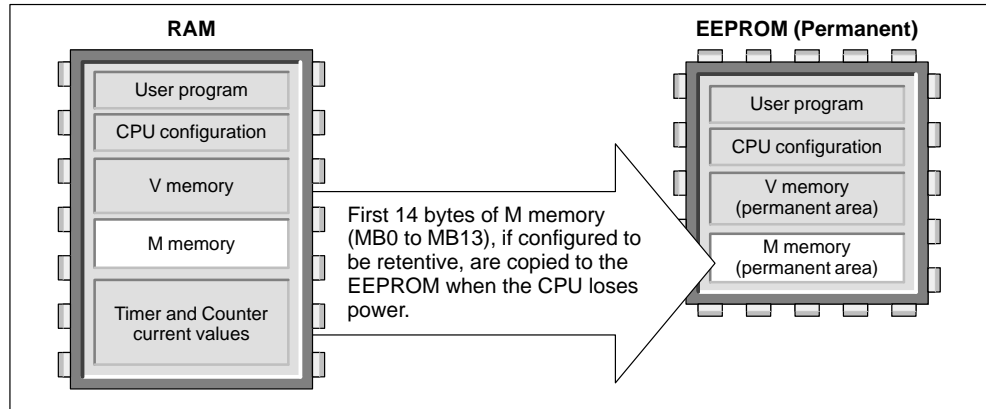 RAM
User program
CPU configuration
V memory
M memory
Timer and Counter
current values
First 14 bytes of M memory
(MB0 to MB13), if configured to
be retentive, are copied to the
EEPROM when the CPU loses
power.
EEPROM (Permanent)
User program
CPU configuration
V memory
(permanent area)
M memory
(permanent area)